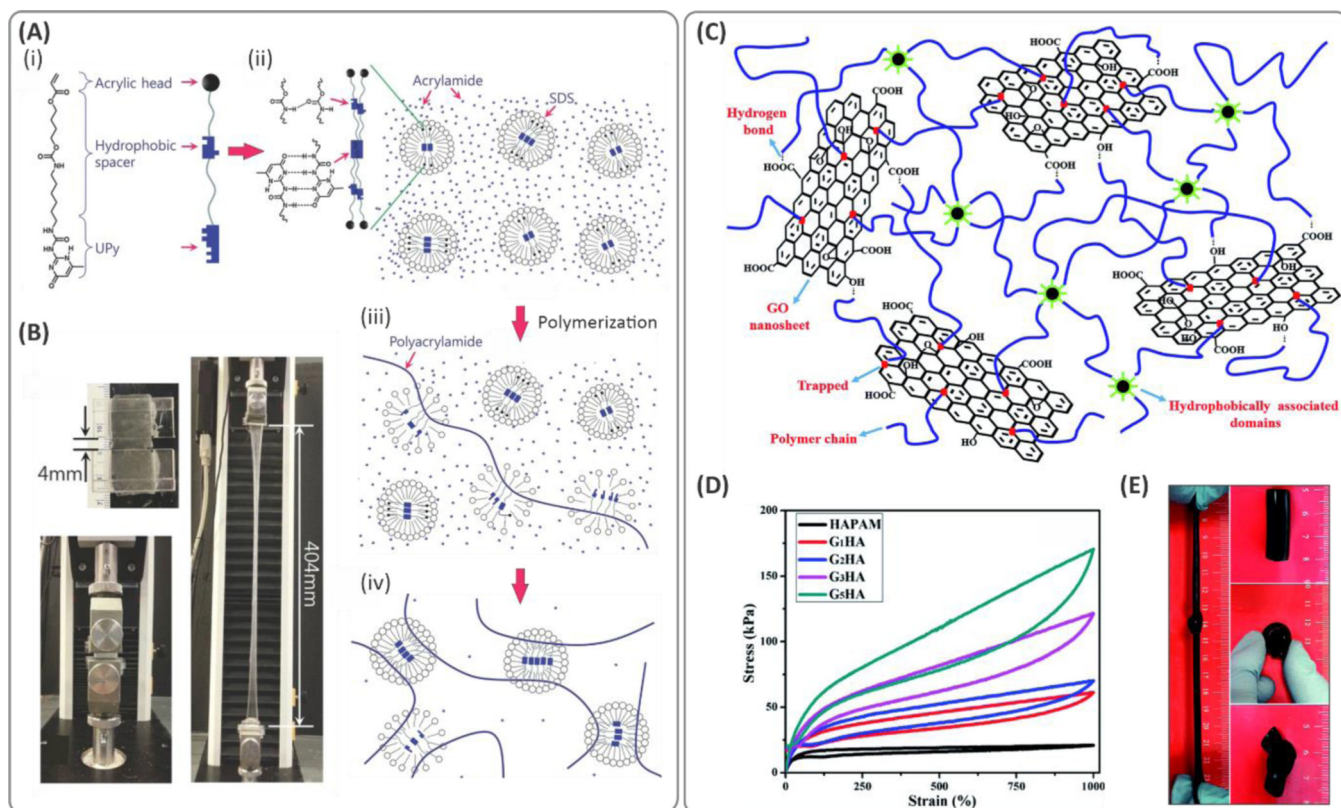 (A)
(i)
Acrylic head
Hydrophobic
spacer
UPy
(ii)
Acrylamide
SDS
Polymerization
(iii)
Polyacrylamide
(iv)
(B)
4mm
404mm
(C)
Hydrogen
bond
GO
nanosheet
Trapped
Polymer chain
Hydrophobically associated
domains
HOOC
COOH
OH
HO
O
(D)
200
150
100
50
0
Stress (kPa)
0
250
500
750
1000
Strain (%)
HAPAM
G1HA
G2HA
G3HA
G5HA
(E)